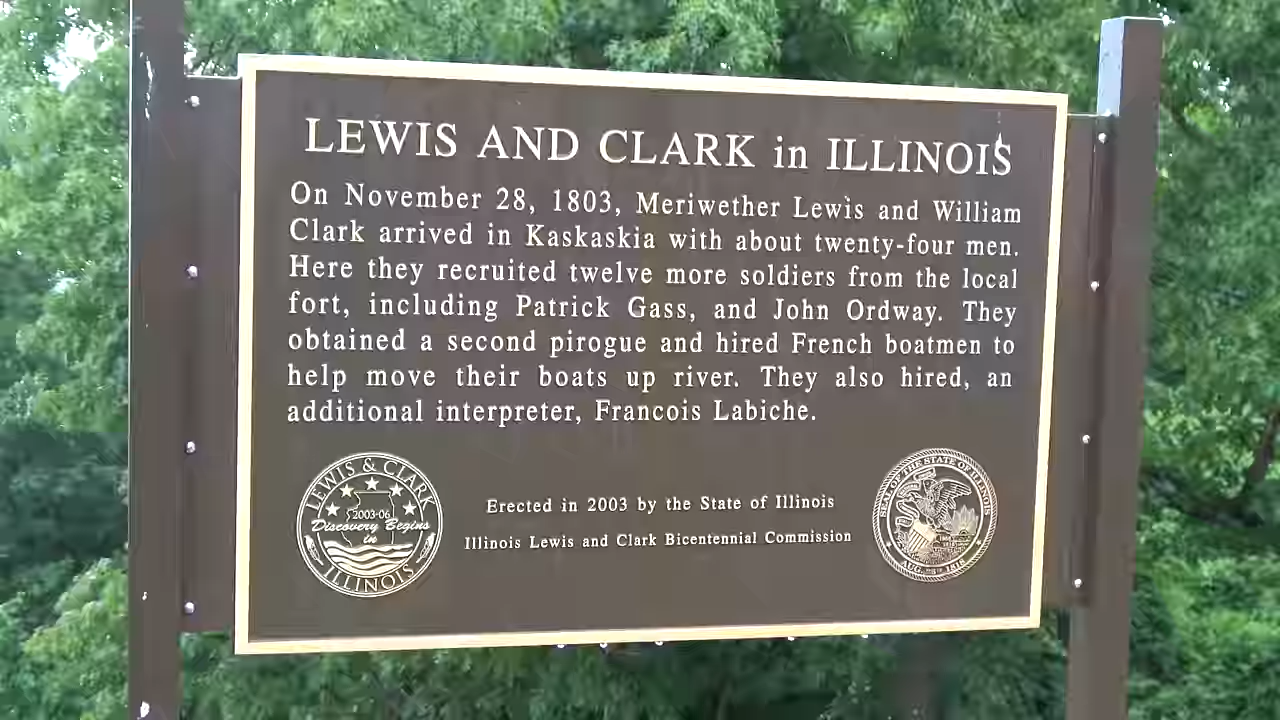 LEWIS AND CLARK in ILLINOIS
On November 28, 1803, Meriwether Lewis and William
Clark arrived in Kaskaskia with about twenty-four men.
Here they recruited twelve more soldiers from the local
fort, including Patrick Gass, and John Ordway. They
obtained a second pirogue and hired French boatmen to
help move their boats up river. They also hired, an
additional interpreter, Francois Labiche.
LEWIS & CLARK
2003-06
Discovery Begins
in
ILLINOIS
Erected in 2003 by the State of Illinois
Illinois Lewis and Clark Bicentennial Commission
SEAL OF THE STATE OF ILLINOIS
AUG. 26TH 1818